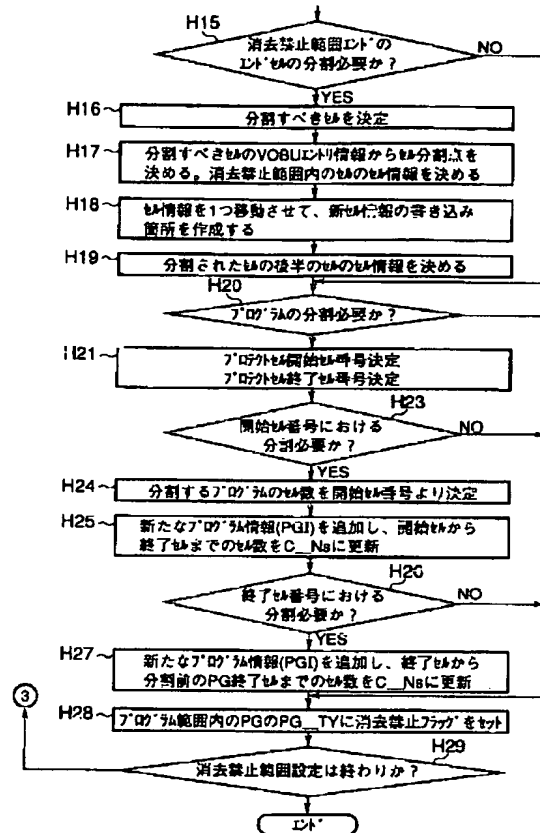 H15
消去禁止範囲エンドの
エンドセルの分割必要か？
NO
YES
H16
分割すべきセルを決定
H17
分割すべきセルのVOBUエントリ情報からセル分割点を
決める。消去禁止範囲内のセルのセル情報を決める
H18
セル情報を1つ移動させて、新セル情報の書き込み
箇所を作成する
H19
分割されたセルの後半のセルのセル情報を決める
H20
プログラムの分割必要か？
H21
プロテクト開始セル番号決定
プロテクト終了セル番号決定
H23
開始セル番号における
分割必要か？
NO
YES
H24
分割するプログラムのセル数を開始セル番号より決定
H25
新たなプログラム情報(PGI)を追加し、開始セルから
終了セルまでのセル数をC_Nsに更新
H26
終了セル番号における
分割必要か？
NO
YES
H27
新たなプログラム情報(PGI)を追加し、終了セルから
分割前のPG終了セルまでのセル数をC_Nsに更新
3
H28
プログラム範囲内のPGのPG_TYに消去禁止フラッグをセット
H29
消去禁止範囲設定は終わりか？
エンド